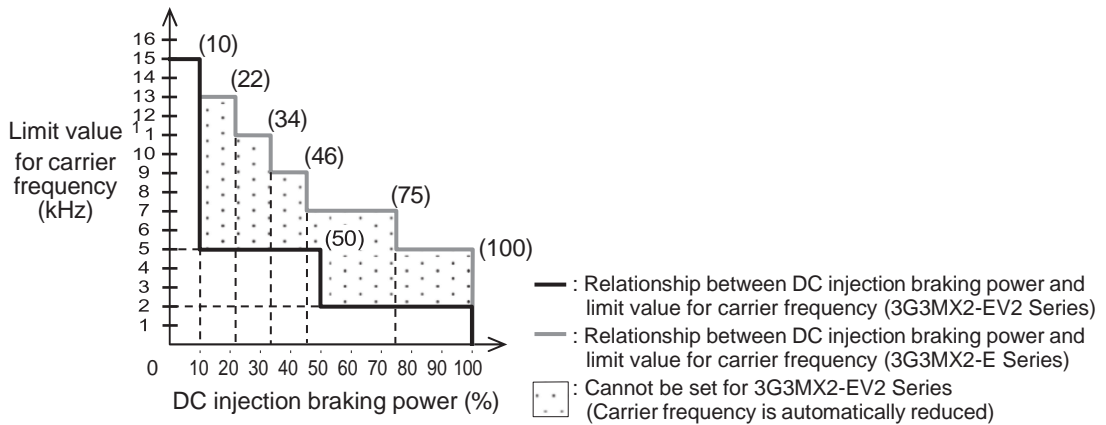 16
(10)
15
14
(22)
13
12
(34)
Limit value
11
for carrier
10
(46)
frequency
9
(kHz)
8
(75)
7
6
(50)
5
(100)
4
3
2
1
0 10 20 30 40 50 60 70 80 90 100
DC injection braking power (%)
: Relationship between DC injection braking power and
limit value for carrier frequency (3G3MX2-EV2 Series)
: Relationship between DC injection braking power and
limit value for carrier frequency (3G3MX2-E Series)
: Cannot be set for 3G3MX2-EV2 Series
(Carrier frequency is automatically reduced)